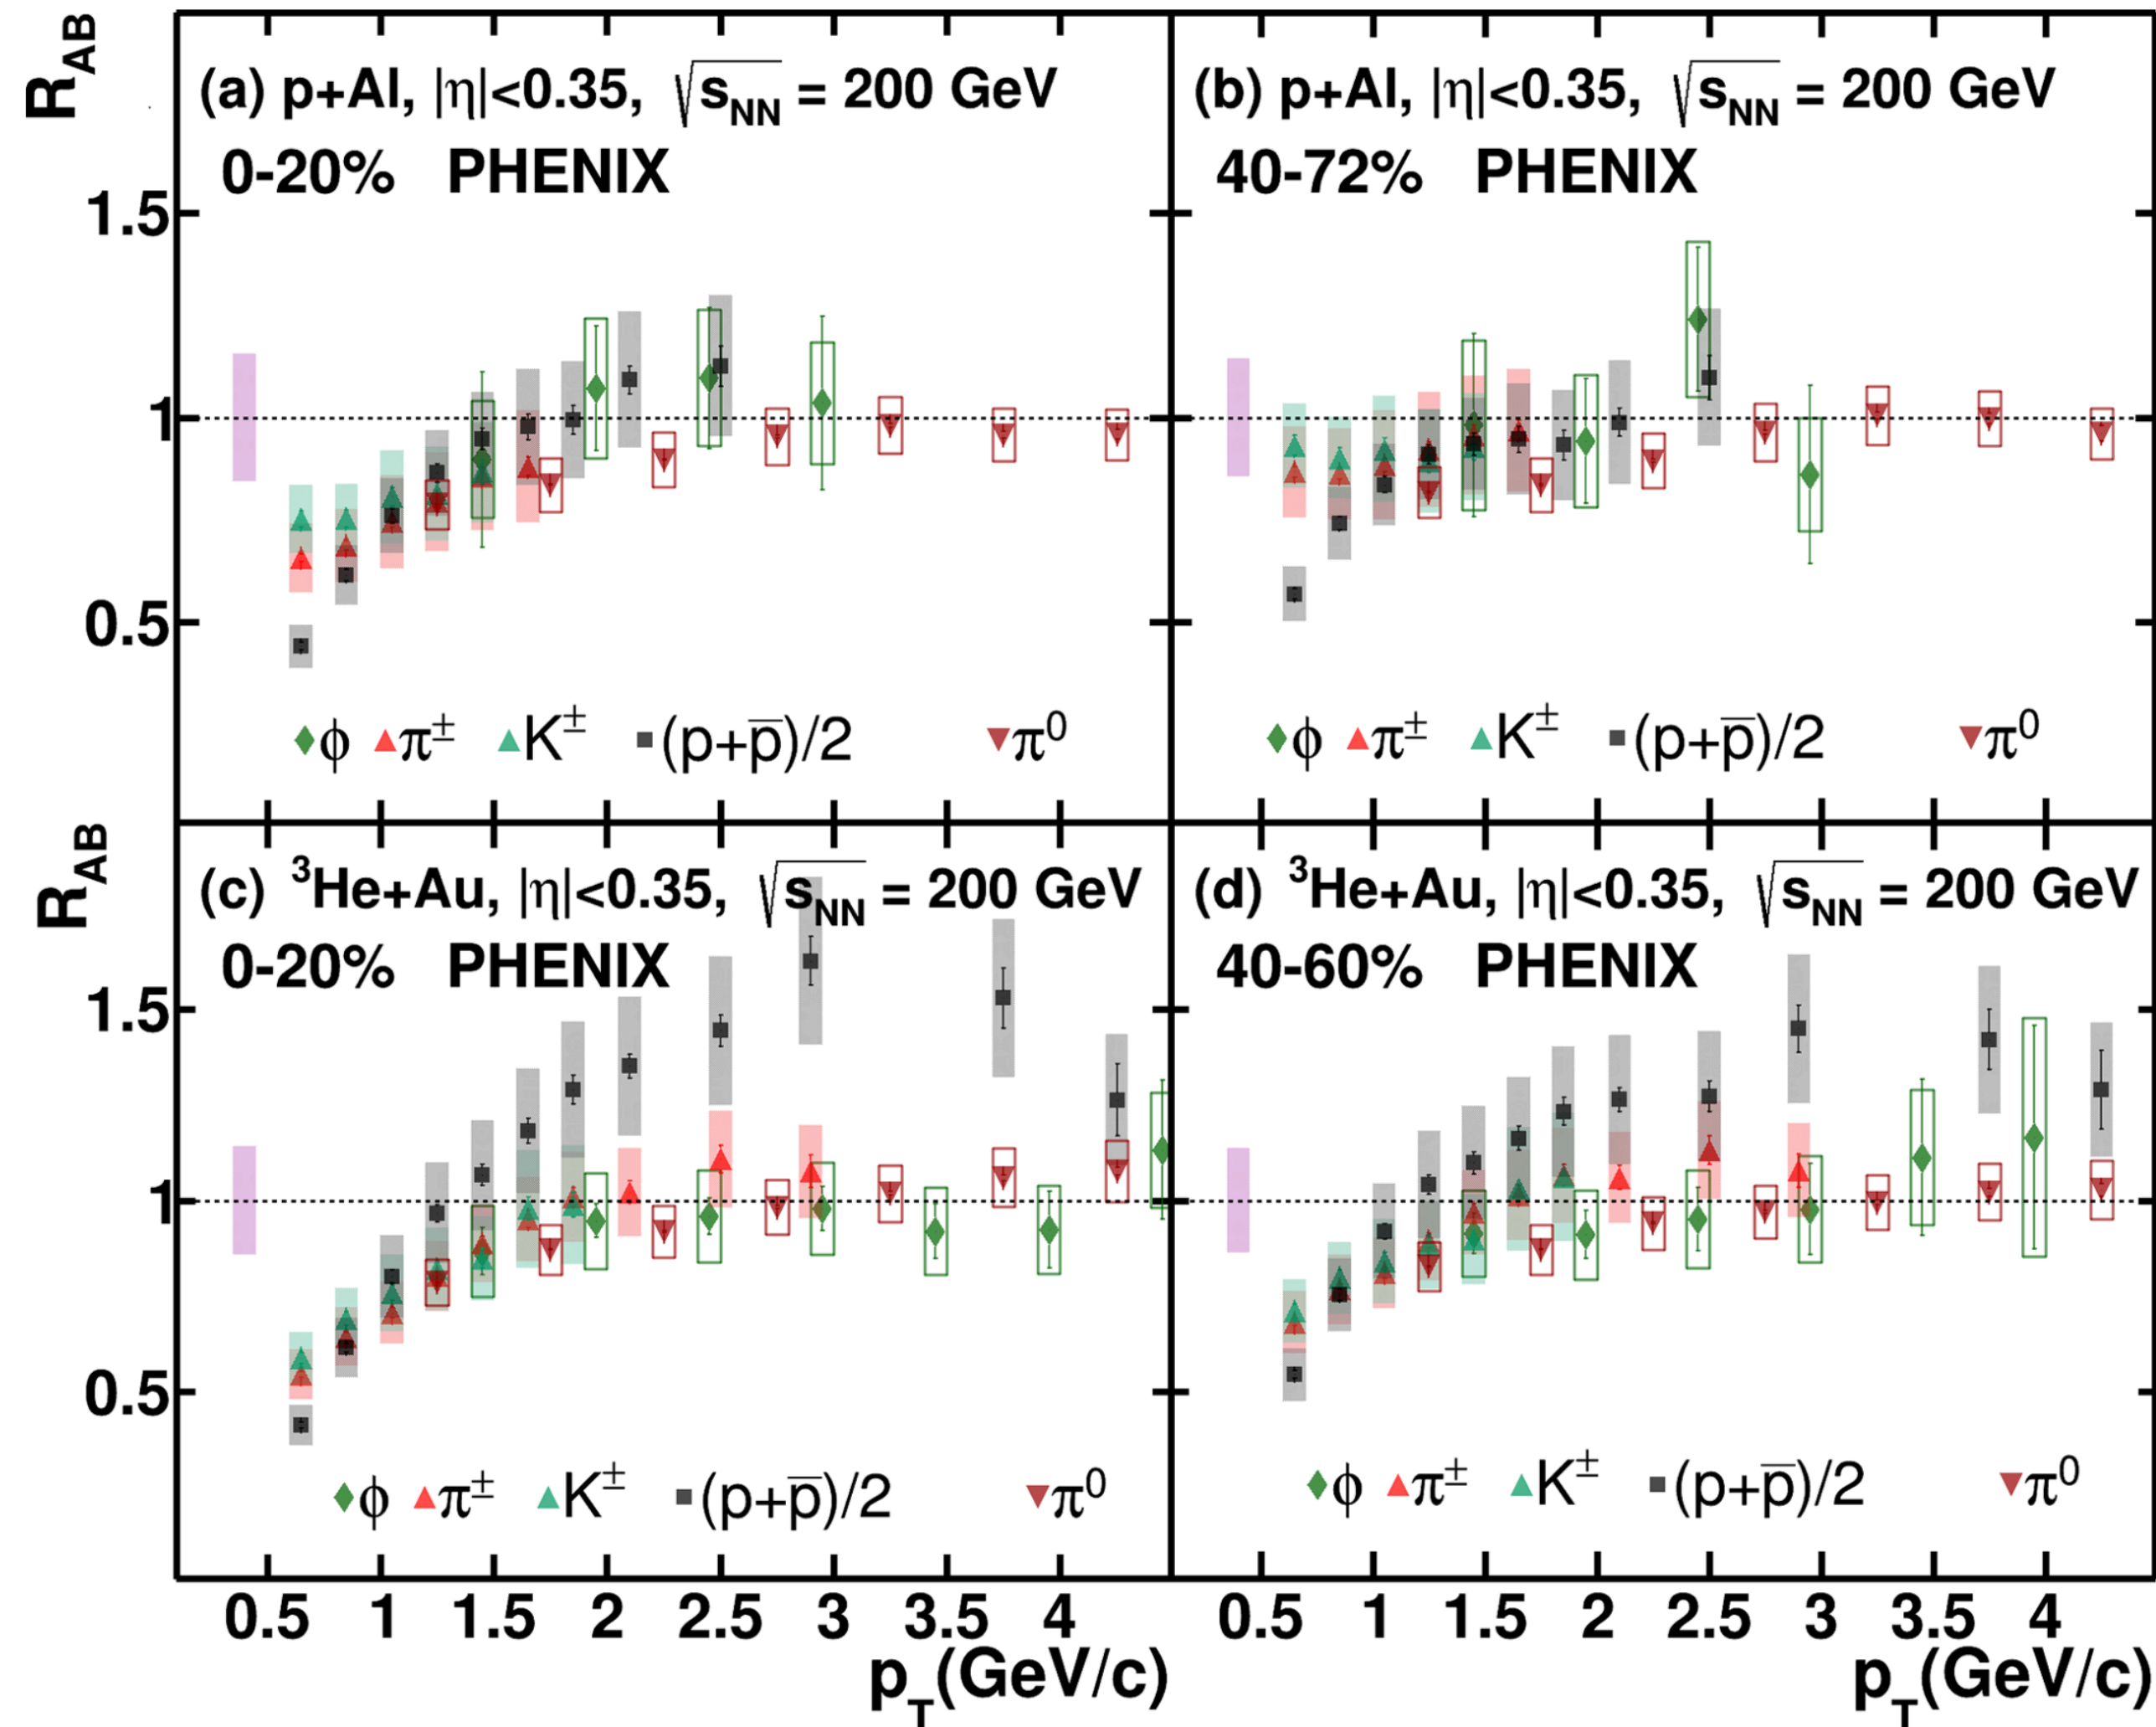 R_AB
(a) p+Al, |η|<0.35, √s_NN = 200 GeV
0-20% PHENIX
1.5
1
0.5
ϕ π± K± (p+p̅)/2 π⁰
(b) p+Al, |η|<0.35, √s_NN = 200 GeV
40-72% PHENIX
ϕ π± K± (p+p̅)/2 π⁰
R_AB
(c) ³He+Au, |η|<0.35, √s_NN = 200 GeV
0-20% PHENIX
1.5
1
0.5
ϕ π± K± (p+p̅)/2 π⁰
0.5 1 1.5 2 2.5 3 3.5 4
p_T(GeV/c)
(d) ³He+Au, |η|<0.35, √s_NN = 200 GeV
40-60% PHENIX
ϕ π± K± (p+p̅)/2 π⁰
0.5 1 1.5 2 2.5 3 3.5 4
p_T(GeV/c)